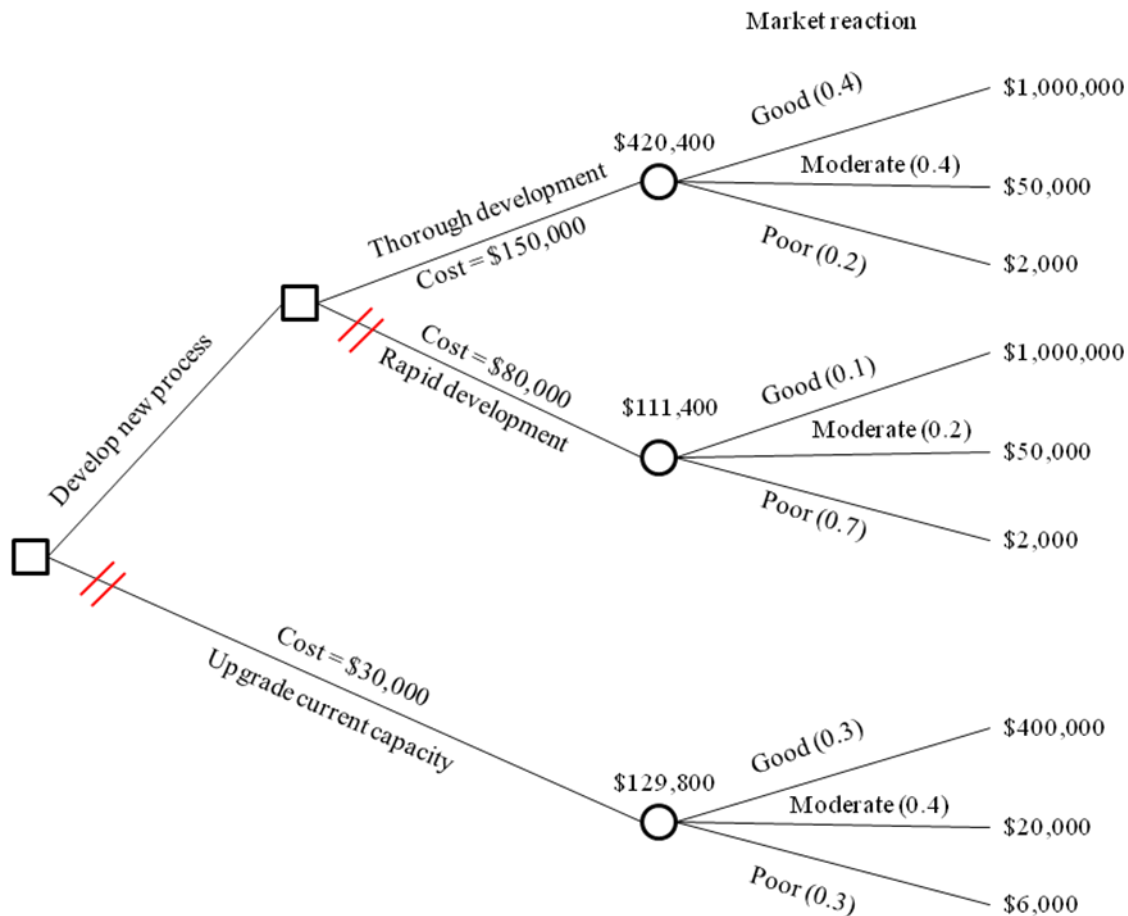 Market reaction
Good (0.4)
$1,000,000
$420,400
Moderate (0.4)
$50,000
Thorough development
Cost = $150,000
Poor (0.2)
$2,000
Develop new process
Cost = $80,000
Rapid development
Good (0.1)
$1,000,000
$111,400
Moderate (0.2)
$50,000
Poor (0.7)
$2,000
Cost = $30,000
Upgrade current capacity
Good (0.3)
$400,000
$129,800
Moderate (0.4)
$20,000
Poor (0.3)
$6,000